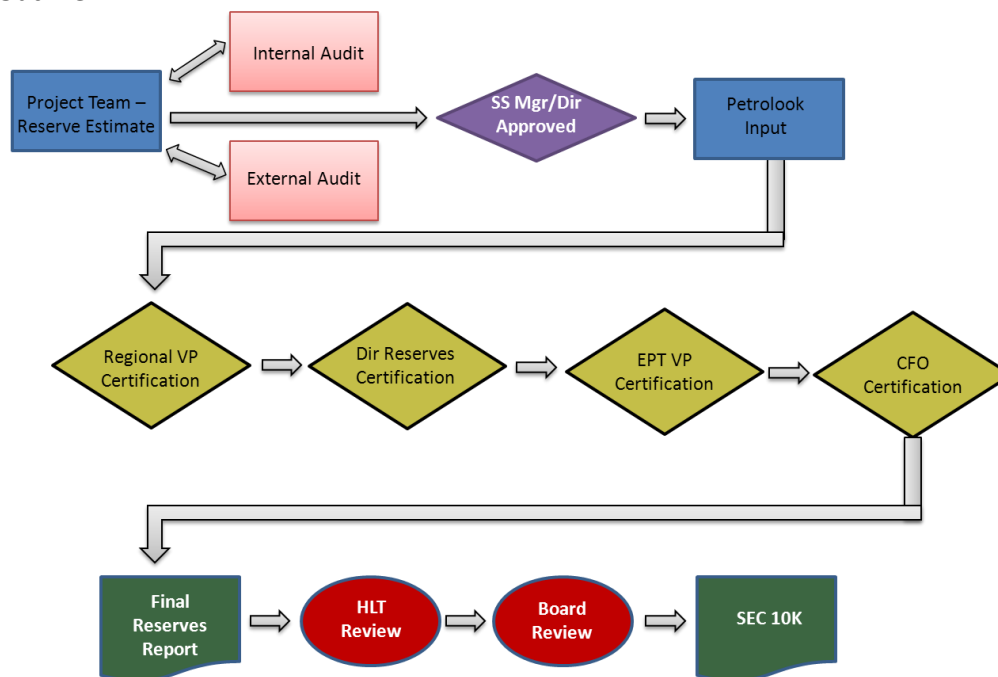 Internal Audit
Project Team –
Reserve Estimate
SS Mgr/Dir
Approved
Petrolook
Input
External Audit
Regional VP
Certification
Dir Reserves
Certification
EPT VP
Certification
CFO
Certification
Final
Reserves
Report
HLT
Review
Board
Review
SEC 10K